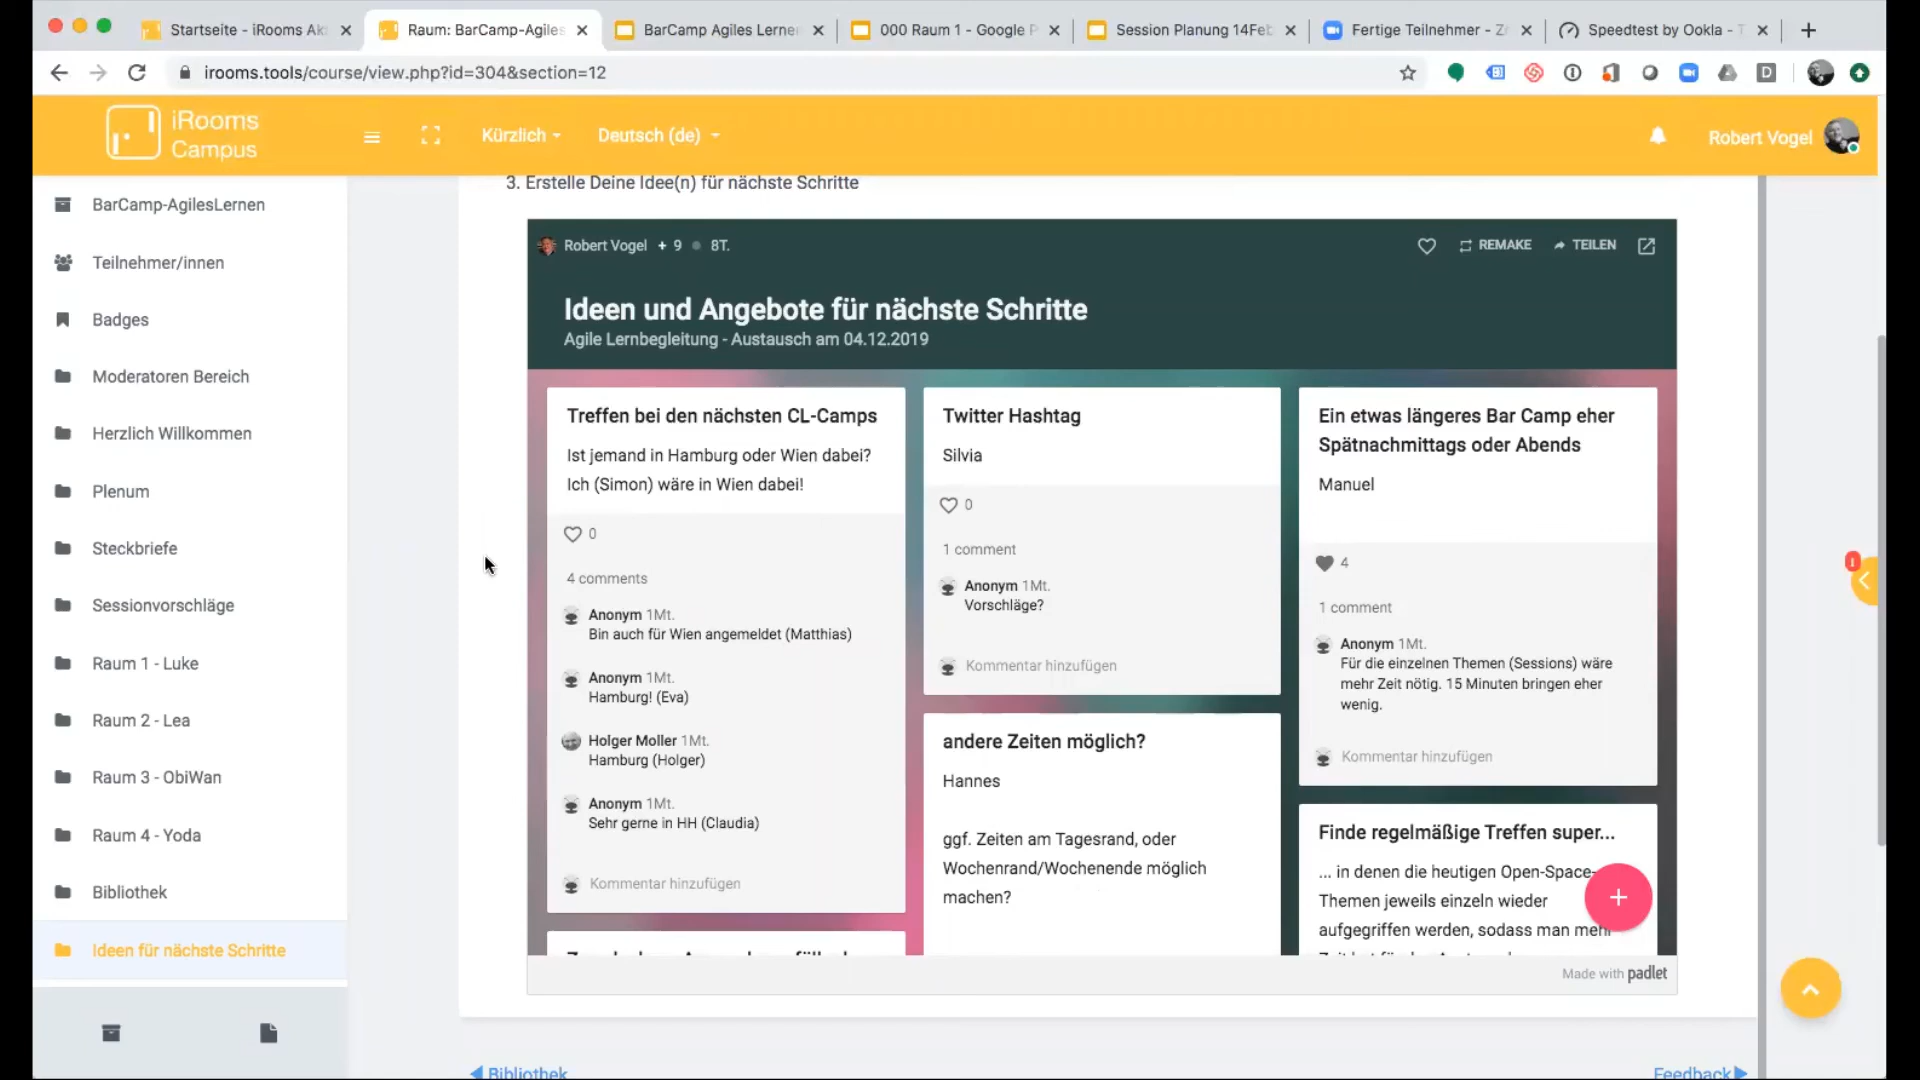 Startseite - iRooms Ak
Raum: BarCamp-Agiles
BarCamp Agiles Lerne
000 Raum 1 - Google P
Session Planung 14Feb
Fertige Teilnehmer - Z
Speedtest by Ookla - T
irooms.tools/course/view.php?id=304&section=12
iRooms
Campus
Kürzlich
Deutsch (de)
Robert Vogel
BarCamp-AgilesLernen
Teilnehmer/innen
Badges
Moderatoren Bereich
Herzlich Willkommen
Plenum
Steckbriefe
Sessionvorschläge
Raum 1 - Luke
Raum 2 - Lea
Raum 3 - ObiWan
Raum 4 - Yoda
Bibliothek
Ideen für nächste Schritte
3. Erstelle Deine Idee(n) für nächste Schritte
Robert Vogel + 9 8T.
REMAKE
TEILEN
Ideen und Angebote für nächste Schritte
Agile Lernbegleitung - Austausch am 04.12.2019
Treffen bei den nächsten CL-Camps
Ist jemand in Hamburg oder Wien dabei?
Ich (Simon) wäre in Wien dabei!
0
4 comments
Anonym 1Mt.
Bin auch für Wien angemeldet (Matthias)
Anonym 1Mt.
Hamburg! (Eva)
Holger Moller 1Mt.
Hamburg (Holger)
Anonym 1Mt.
Sehr gerne in HH (Claudia)
Kommentar hinzufügen
Twitter Hashtag
Silvia
0
1 comment
Anonym 1Mt.
Vorschläge?
Kommentar hinzufügen
andere Zeiten möglich?
Hannes
ggf. Zeiten am Tagesrand, oder
Wochenrand/Wochenende möglich
machen?
Ein etwas längeres Bar Camp eher
Spätnachmittags oder Abends
Manuel
4
1 comment
Anonym 1Mt.
Für die einzelnen Themen (Sessions) wäre
mehr Zeit nötig. 15 Minuten bringen eher
wenig.
Kommentar hinzufügen
Finde regelmäßige Treffen super...
... in denen die heutigen Open-Space-
Themen jeweils einzeln wieder
aufgegriffen werden, sodass man mehr
Made with padlet
Bibliothek
Feedback